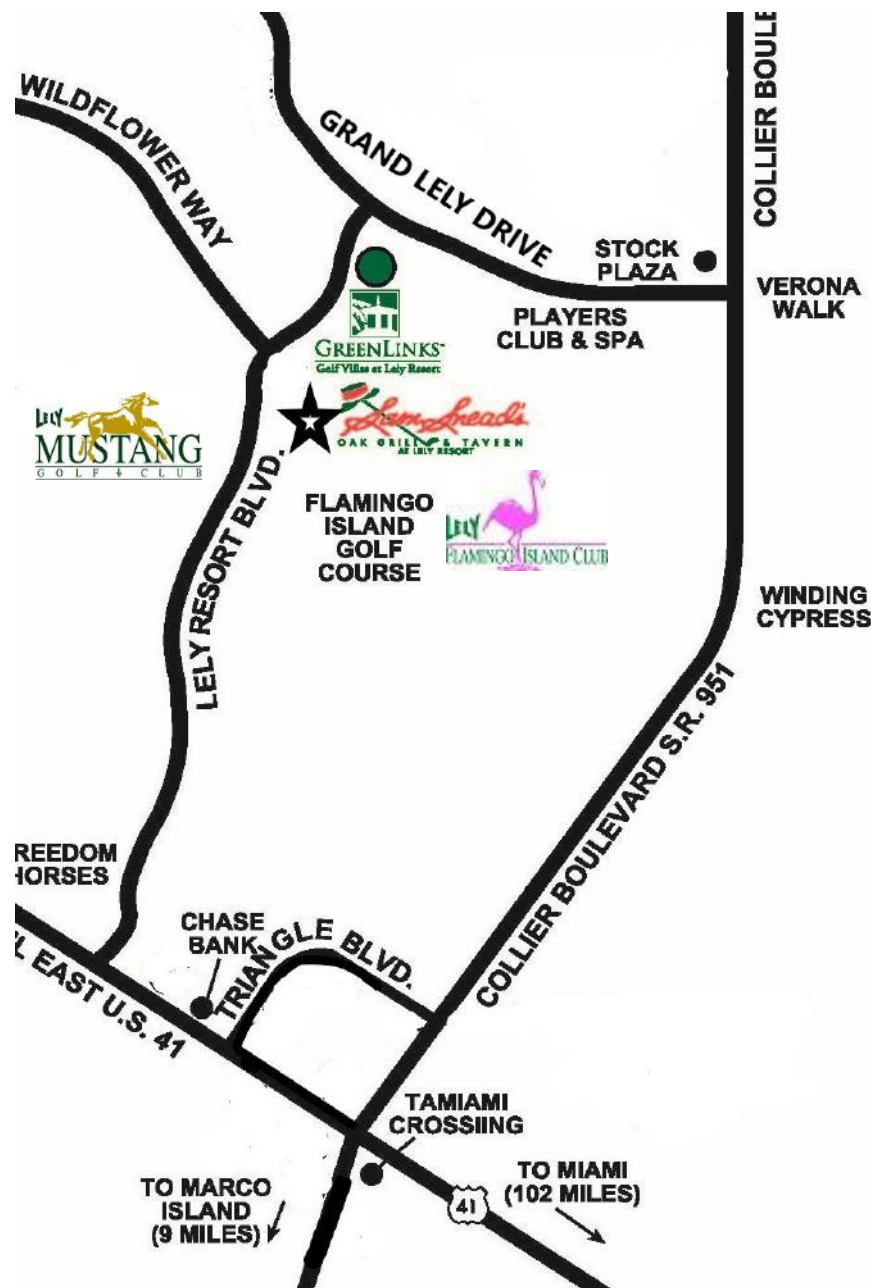 WILDFLOWER WAY
GRAND LELY DRIVE
COLLIER BOULE
STOCK
PLAZA
VERONA
WALK
PLAYERS
CLUB & SPA
GREENLINKS
Golf Villas at Lely Resort
LELY
MUSTANG
GOLF CLUB
Sam Snead's
OAK GRILL & TAVERN
AT LELY RESORT
LELY RESORT BLVD.
FLAMINGO
ISLAND
GOLF
COURSE
LELY
FLAMINGO ISLAND CLUB
WINDING
CYPRESS
COLLIER BOULEVARD S.R. 951
REEDOM
HORSES
CHASE
BANK
TRIANGLE BLVD.
L EAST U.S. 41
TAMIAMI
CROSSIING
TO MARCO
ISLAND
(9 MILES)
41
TO MIAMI
(102 MILES)